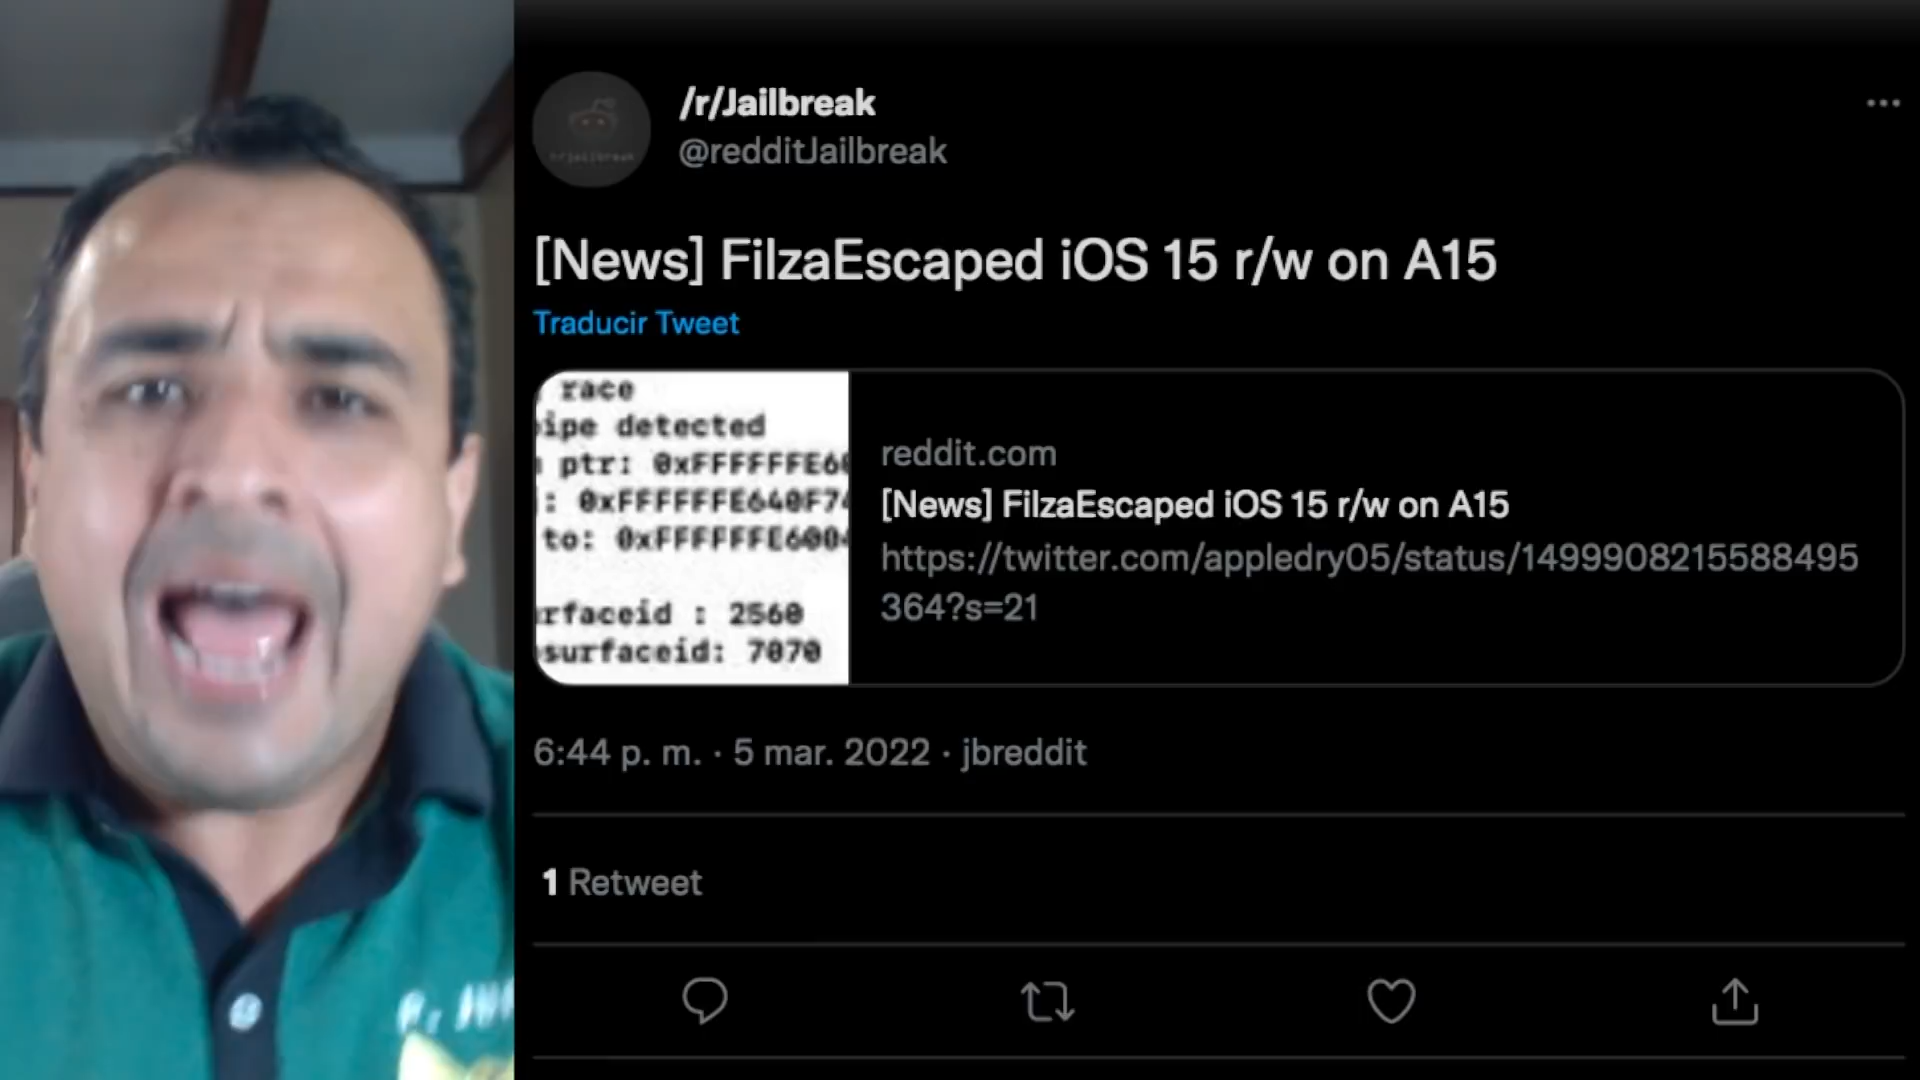 /r/Jailbreak
@redditJailbreak
[News] FilzaEscaped iOS 15 r/w on A15
Traducir Tweet
race
ipe detected
ptr: 0xFFFFFFE6
: 0xFFFFFFE640F74
to: 0xFFFFFFE600
rfaceid : 2560
surfaceid: 7070
reddit.com
[News] FilzaEscaped iOS 15 r/w on A15
https://twitter.com/appledry05/status/1499908215588495
364?s=21
6:44 p. m. · 5 mar. 2022 · jbreddit
1 Retweet